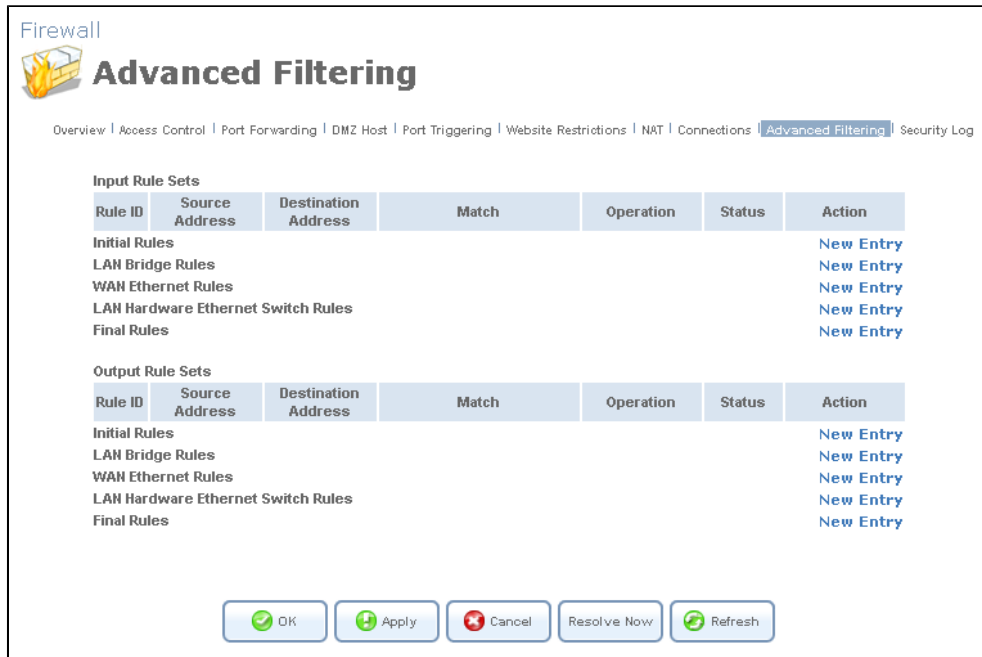 Firewall
Advanced Filtering
Overview | Access Control | Port Forwarding | DMZ Host | Port Triggering | Website Restrictions | NAT | Connections | Advanced Filtering | Security Log
Input Rule Sets
Rule ID Source Address Destination Address Match Operation Status Action
Initial Rules New Entry
LAN Bridge Rules New Entry
WAN Ethernet Rules New Entry
LAN Hardware Ethernet Switch Rules New Entry
Final Rules New Entry
Output Rule Sets
Rule ID Source Address Destination Address Match Operation Status Action
Initial Rules New Entry
LAN Bridge Rules New Entry
WAN Ethernet Rules New Entry
LAN Hardware Ethernet Switch Rules New Entry
Final Rules New Entry
OK Apply Cancel Resolve Now Refresh